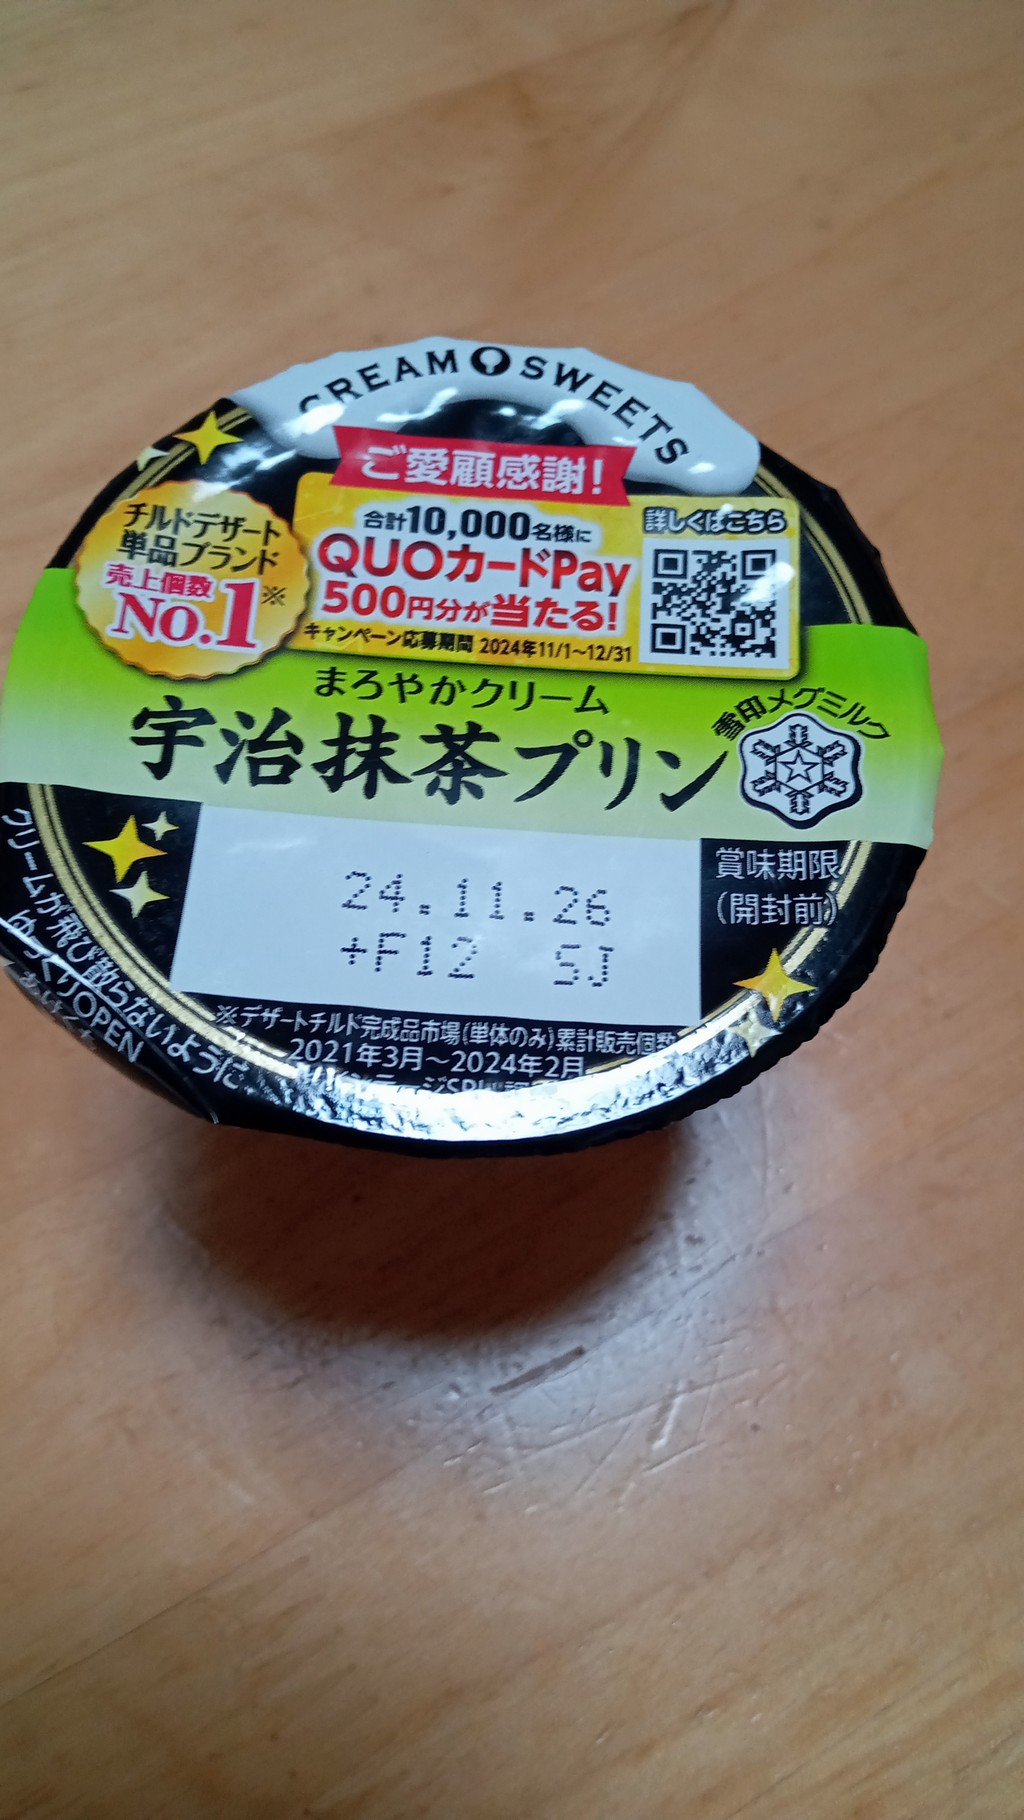 CREAM SWEETS
ご愛顧感謝!
合計10,000名様に
QUOカードPay
500円分が当たる!
キャンペーン応募期間 2024年11/1~12/31
詳しくはこちら
チルドデザート
単品ブランド
売上個数※
No.1
まろやかクリーム
宇治抹茶プリン
雪印メグミルク
24.11.26
+F12 SJ
賞味期限
(開封前)
※デザートチルド完成品市場(単体のみ)累計販売個数
2021年3月~2024年2月
クリームが飛び散らないように
ゆっくりOPEN